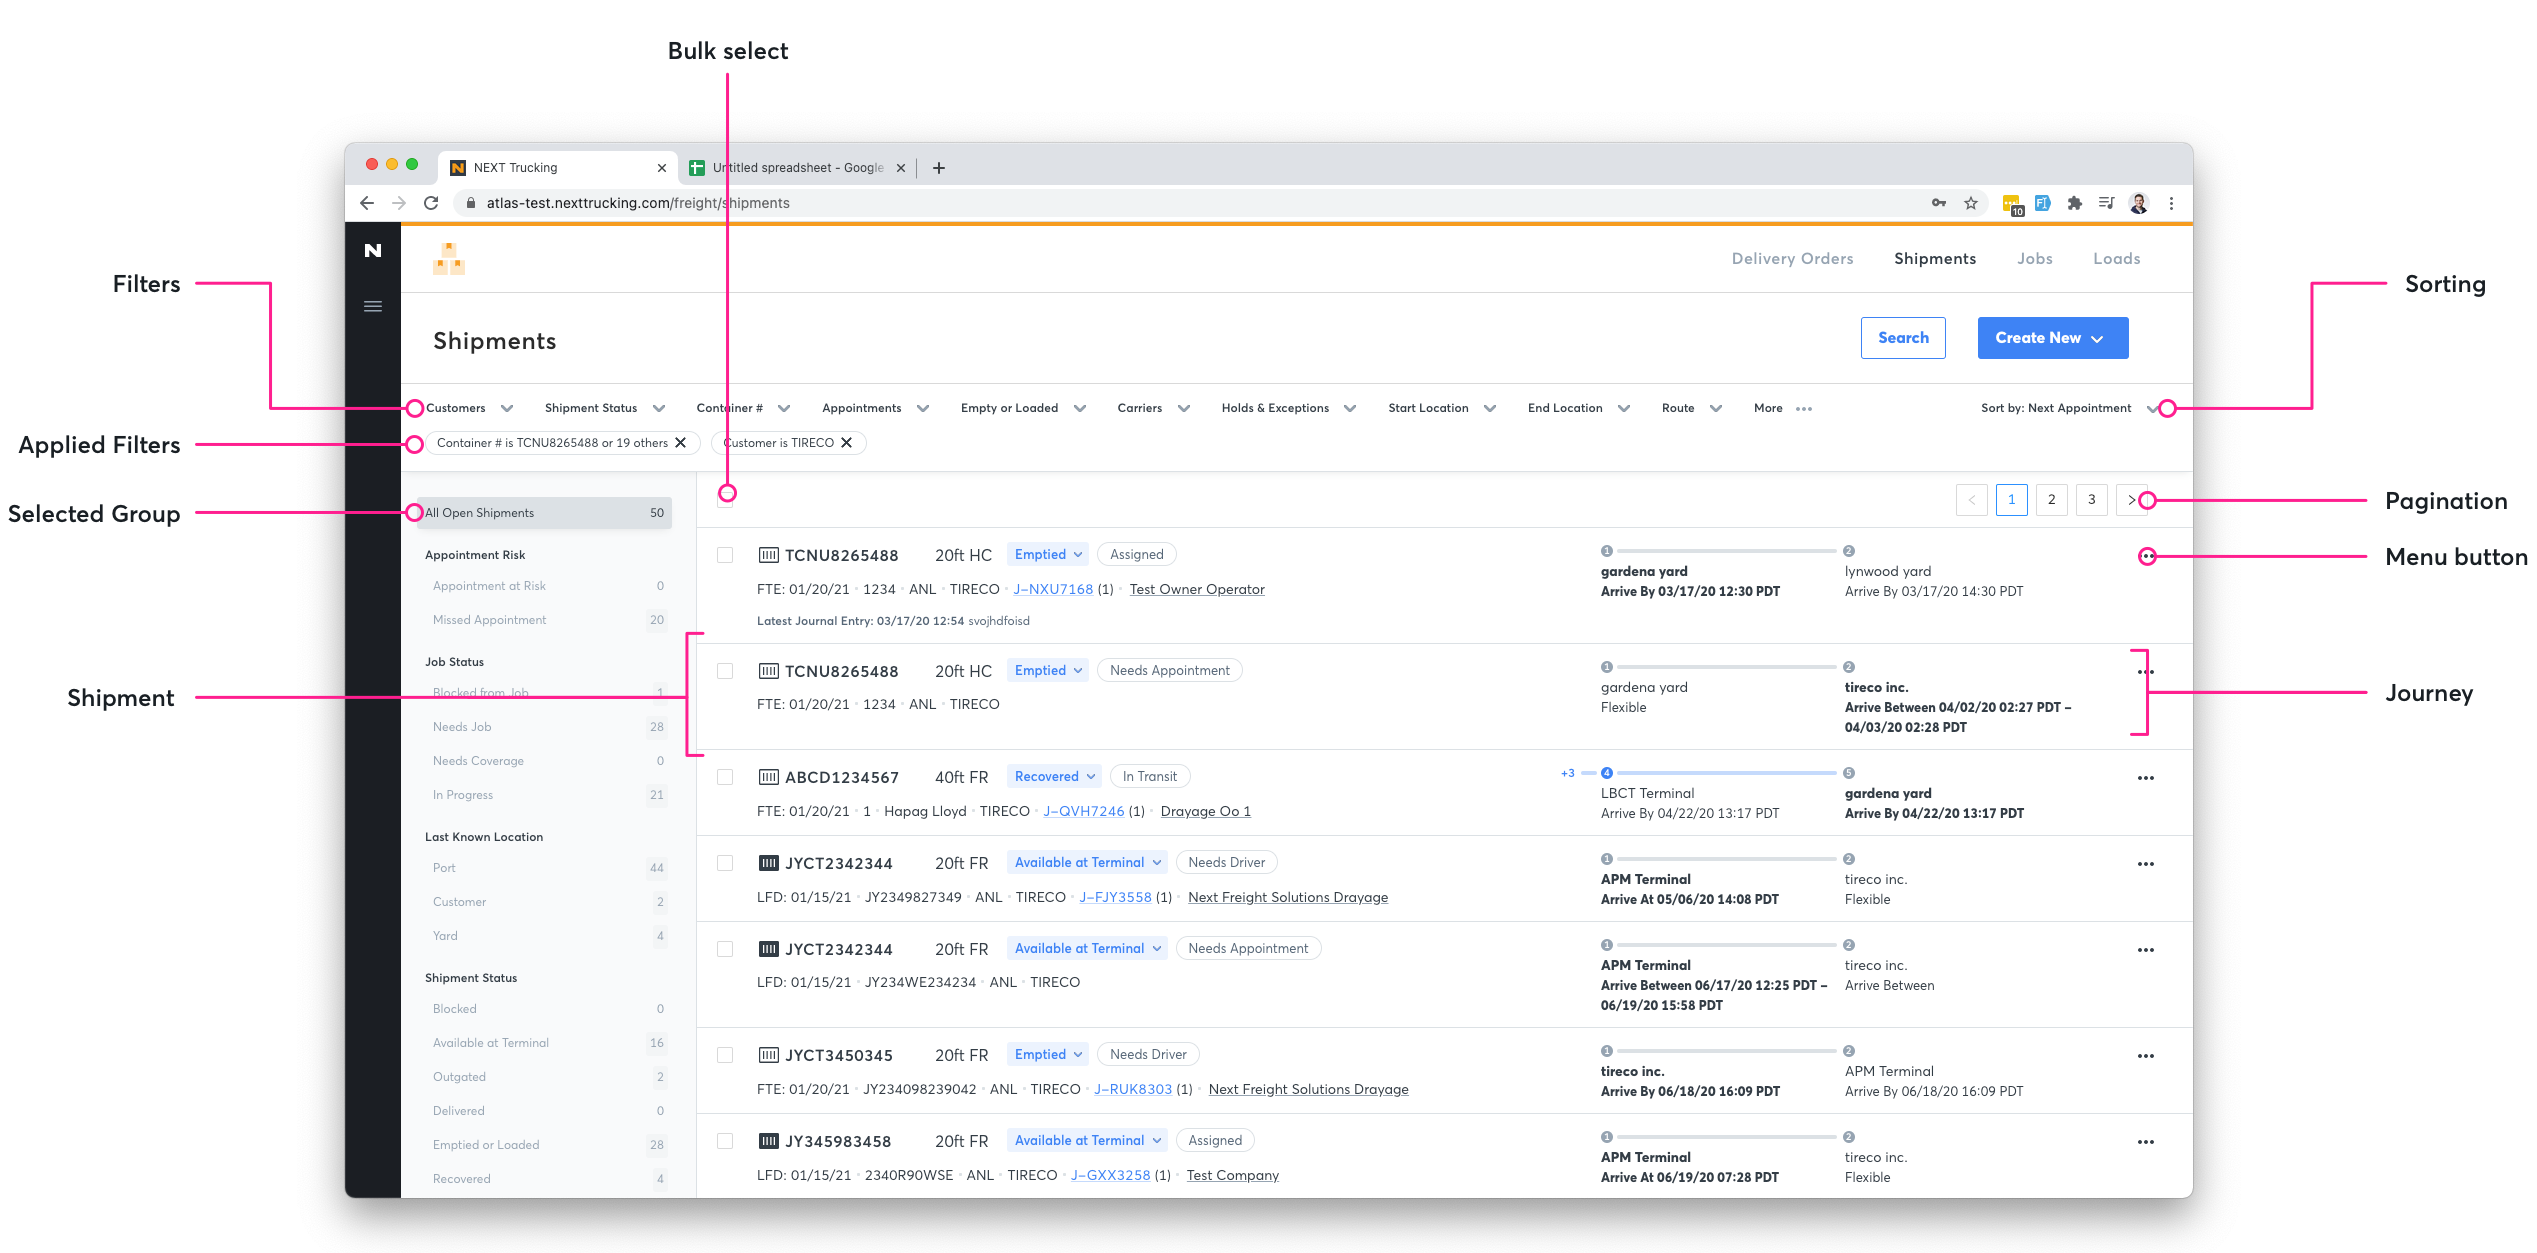 Bulk select
NEXT Trucking
Untitled spreadsheet - Google
atlas-test.nexttrucking.com/freight/shipments
10
N
Delivery Orders Shipments Jobs Loads
Filters
Sorting
Shipments
Search Create New
Customers Shipment Status Container # Appointments Empty or Loaded Carriers Holds & Exceptions Start Location End Location Route More Sort by: Next Appointment
Applied Filters
Container # is TCNU8265488 or 19 others Customer is TIRECO
Selected Group
All Open Shipments 50
< 1 2 3 >
Pagination
Menu button
Appointment Risk
Appointment at Risk 0
Missed Appointment 20
Job Status
Blocked from Job 1
Needs Job 28
Needs Coverage 0
In Progress 21
Last Known Location
Port 44
Customer 2
Yard 4
Shipment Status
Blocked 0
Available at Terminal 16
Outgated 2
Delivered 0
Emptied or Loaded 28
Recovered 4
Shipment
Journey
TCNU8265488 20ft HC Emptied Assigned
FTE: 01/20/21 · 1234 · ANL · TIRECO · J-NXU7168 (1) · Test Owner Operator
Latest Journal Entry: 03/17/20 12:54 svojhdfoisd
1 2
gardena yard lynwood yard
Arrive By 03/17/20 12:30 PDT Arrive By 03/17/20 14:30 PDT
TCNU8265488 20ft HC Emptied Needs Appointment
FTE: 01/20/21 · 1234 · ANL · TIRECO
1 2
gardena yard tireco inc.
Flexible Arrive Between 04/02/20 02:27 PDT –
04/03/20 02:28 PDT
ABCD1234567 40ft FR Recovered In Transit
FTE: 01/20/21 · 1 · Hapag Lloyd · TIRECO · J-QVH7246 (1) · Drayage Oo 1
+3 4 5
LBCT Terminal gardena yard
Arrive By 04/22/20 13:17 PDT Arrive By 04/22/20 13:17 PDT
JYCT2342344 20ft FR Available at Terminal Needs Driver
LFD: 01/15/21 · JY2349827349 · ANL · TIRECO · J-FJY3558 (1) · Next Freight Solutions Drayage
1 2
APM Terminal tireco inc.
Arrive At 05/06/20 14:08 PDT Flexible
JYCT2342344 20ft FR Available at Terminal Needs Appointment
LFD: 01/15/21 · JY234WE234234 · ANL · TIRECO
1 2
APM Terminal tireco inc.
Arrive Between 06/17/20 12:25 PDT – Arrive Between
06/19/20 15:58 PDT
JYCT3450345 20ft FR Emptied Needs Driver
FTE: 01/20/21 · JY234098239042 · ANL · TIRECO · J-RUK8303 (1) · Next Freight Solutions Drayage
1 2
tireco inc. APM Terminal
Arrive By 06/18/20 16:09 PDT Arrive By 06/18/20 16:09 PDT
JY345983458 20ft FR Available at Terminal Assigned
LFD: 01/15/21 · 2340R90WSE · ANL · TIRECO · J-GXX3258 (1) · Test Company
1 2
APM Terminal tireco inc.
Arrive At 06/19/20 07:28 PDT Flexible